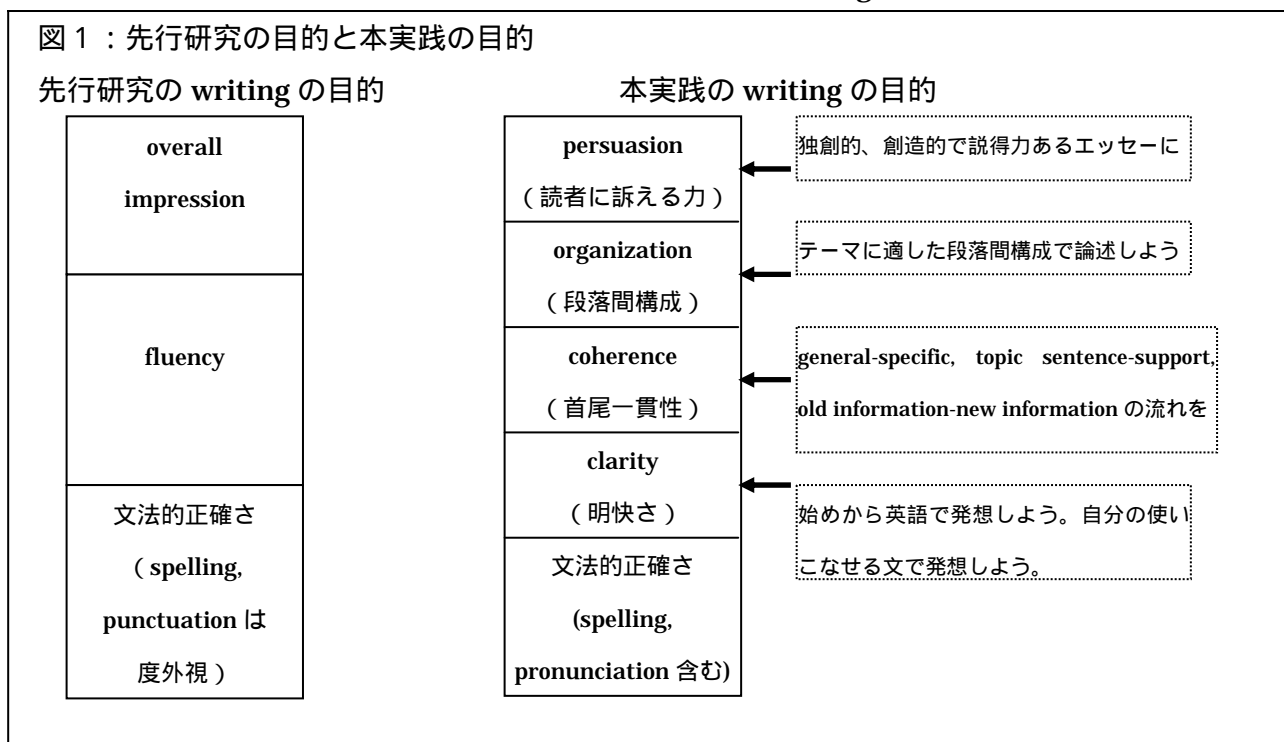 図1:先行研究の目的と本実践の目的
先行研究の writing の目的
overall
impression
fluency
文法的正確さ
(spelling,
punctuation は
度外視)
本実践の writing の目的
persuasion
(読者に訴える力)
organization
(段落間構成)
coherence
(首尾一貫性)
clarity
(明快さ)
文法的正確さ
(spelling,
pronunciation 含む)
独創的、創造的で説得力あるエッセーに
テーマに適した段落間構成で論述しよう
general-specific, topic sentence-support,
old information-new information の流れを
始めから英語で発想しよう。自分の使い
こなせる文で発想しよう。